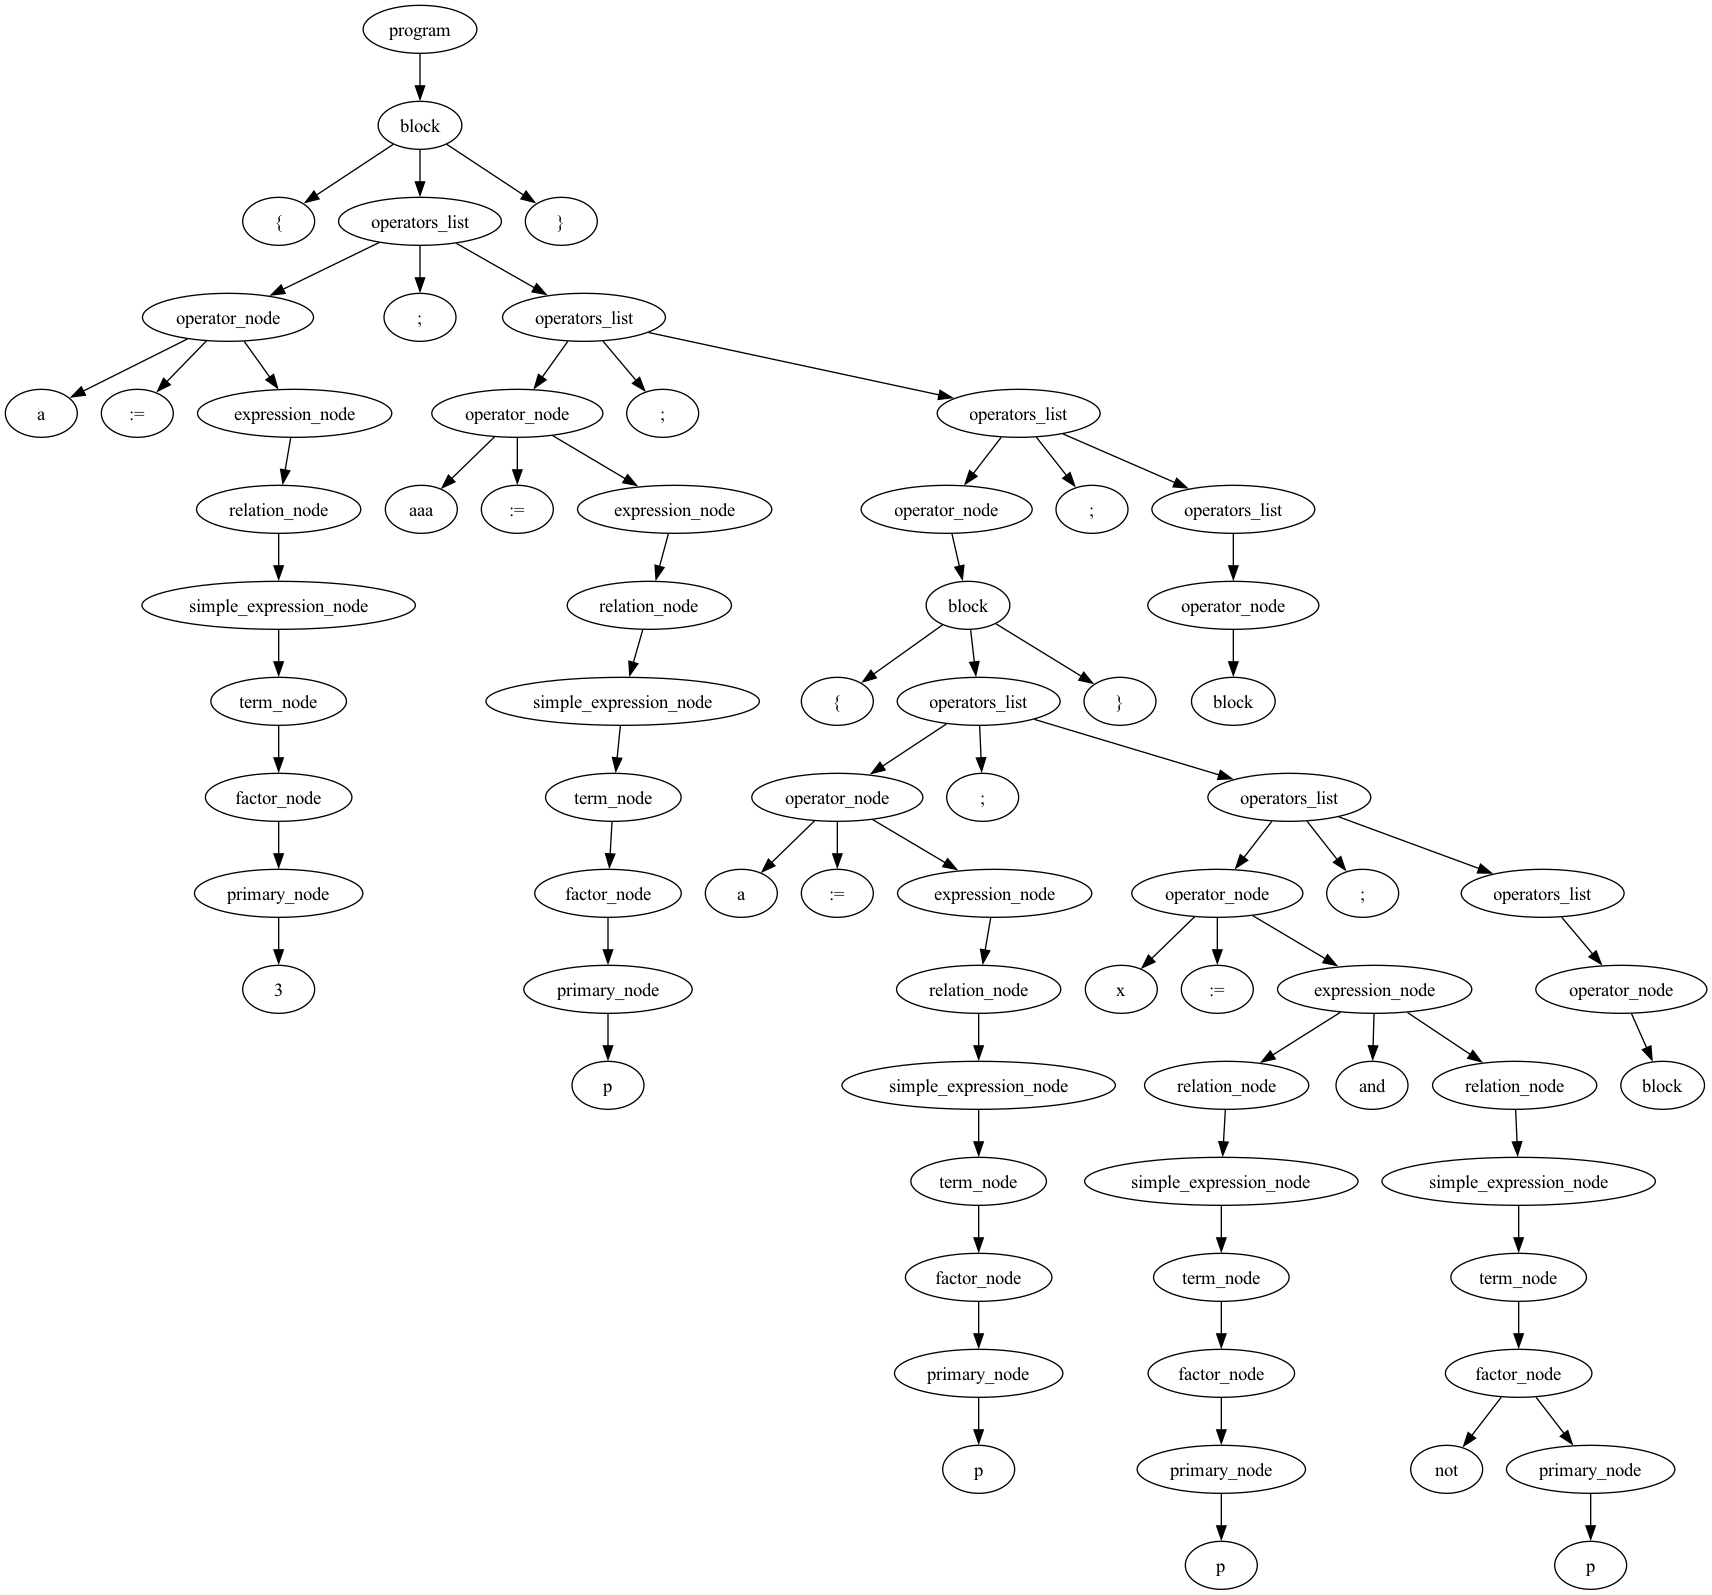 program
block
{ operators_list }
operator_node ; operators_list
a := expression_node operator_node ; operators_list
relation_node aaa := expression_node operator_node ; operators_list
simple_expression_node relation_node block operator_node
term_node simple_expression_node { operators_list } block
factor_node term_node operator_node ; operators_list
primary_node factor_node a := expression_node operator_node ; operators_list
3 primary_node relation_node x := expression_node operator_node
p simple_expression_node relation_node and relation_node block
term_node simple_expression_node simple_expression_node
factor_node term_node term_node
primary_node factor_node factor_node
p primary_node not primary_node
p p